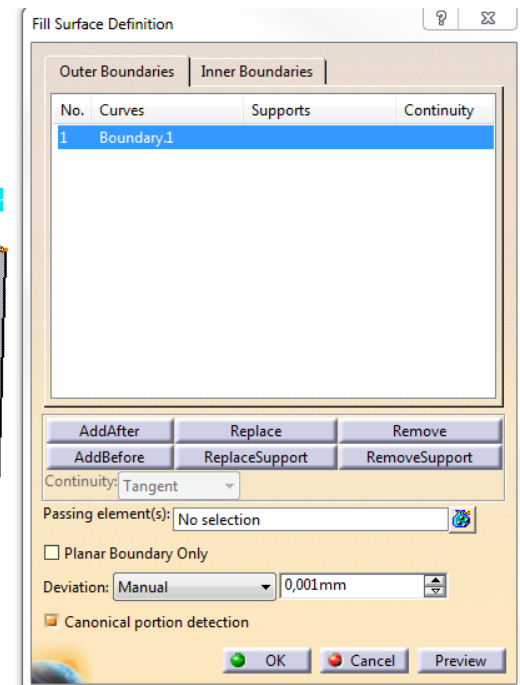 Fill Surface Definition
Outer Boundaries Inner Boundaries
No. Curves Supports Continuity
1 Boundary.1
AddAfter Replace Remove
AddBefore ReplaceSupport RemoveSupport
Continuity: Tangent
Passing element(s): No selection
Planar Boundary Only
Deviation: Manual 0,001mm
Canonical portion detection
OK Cancel Preview